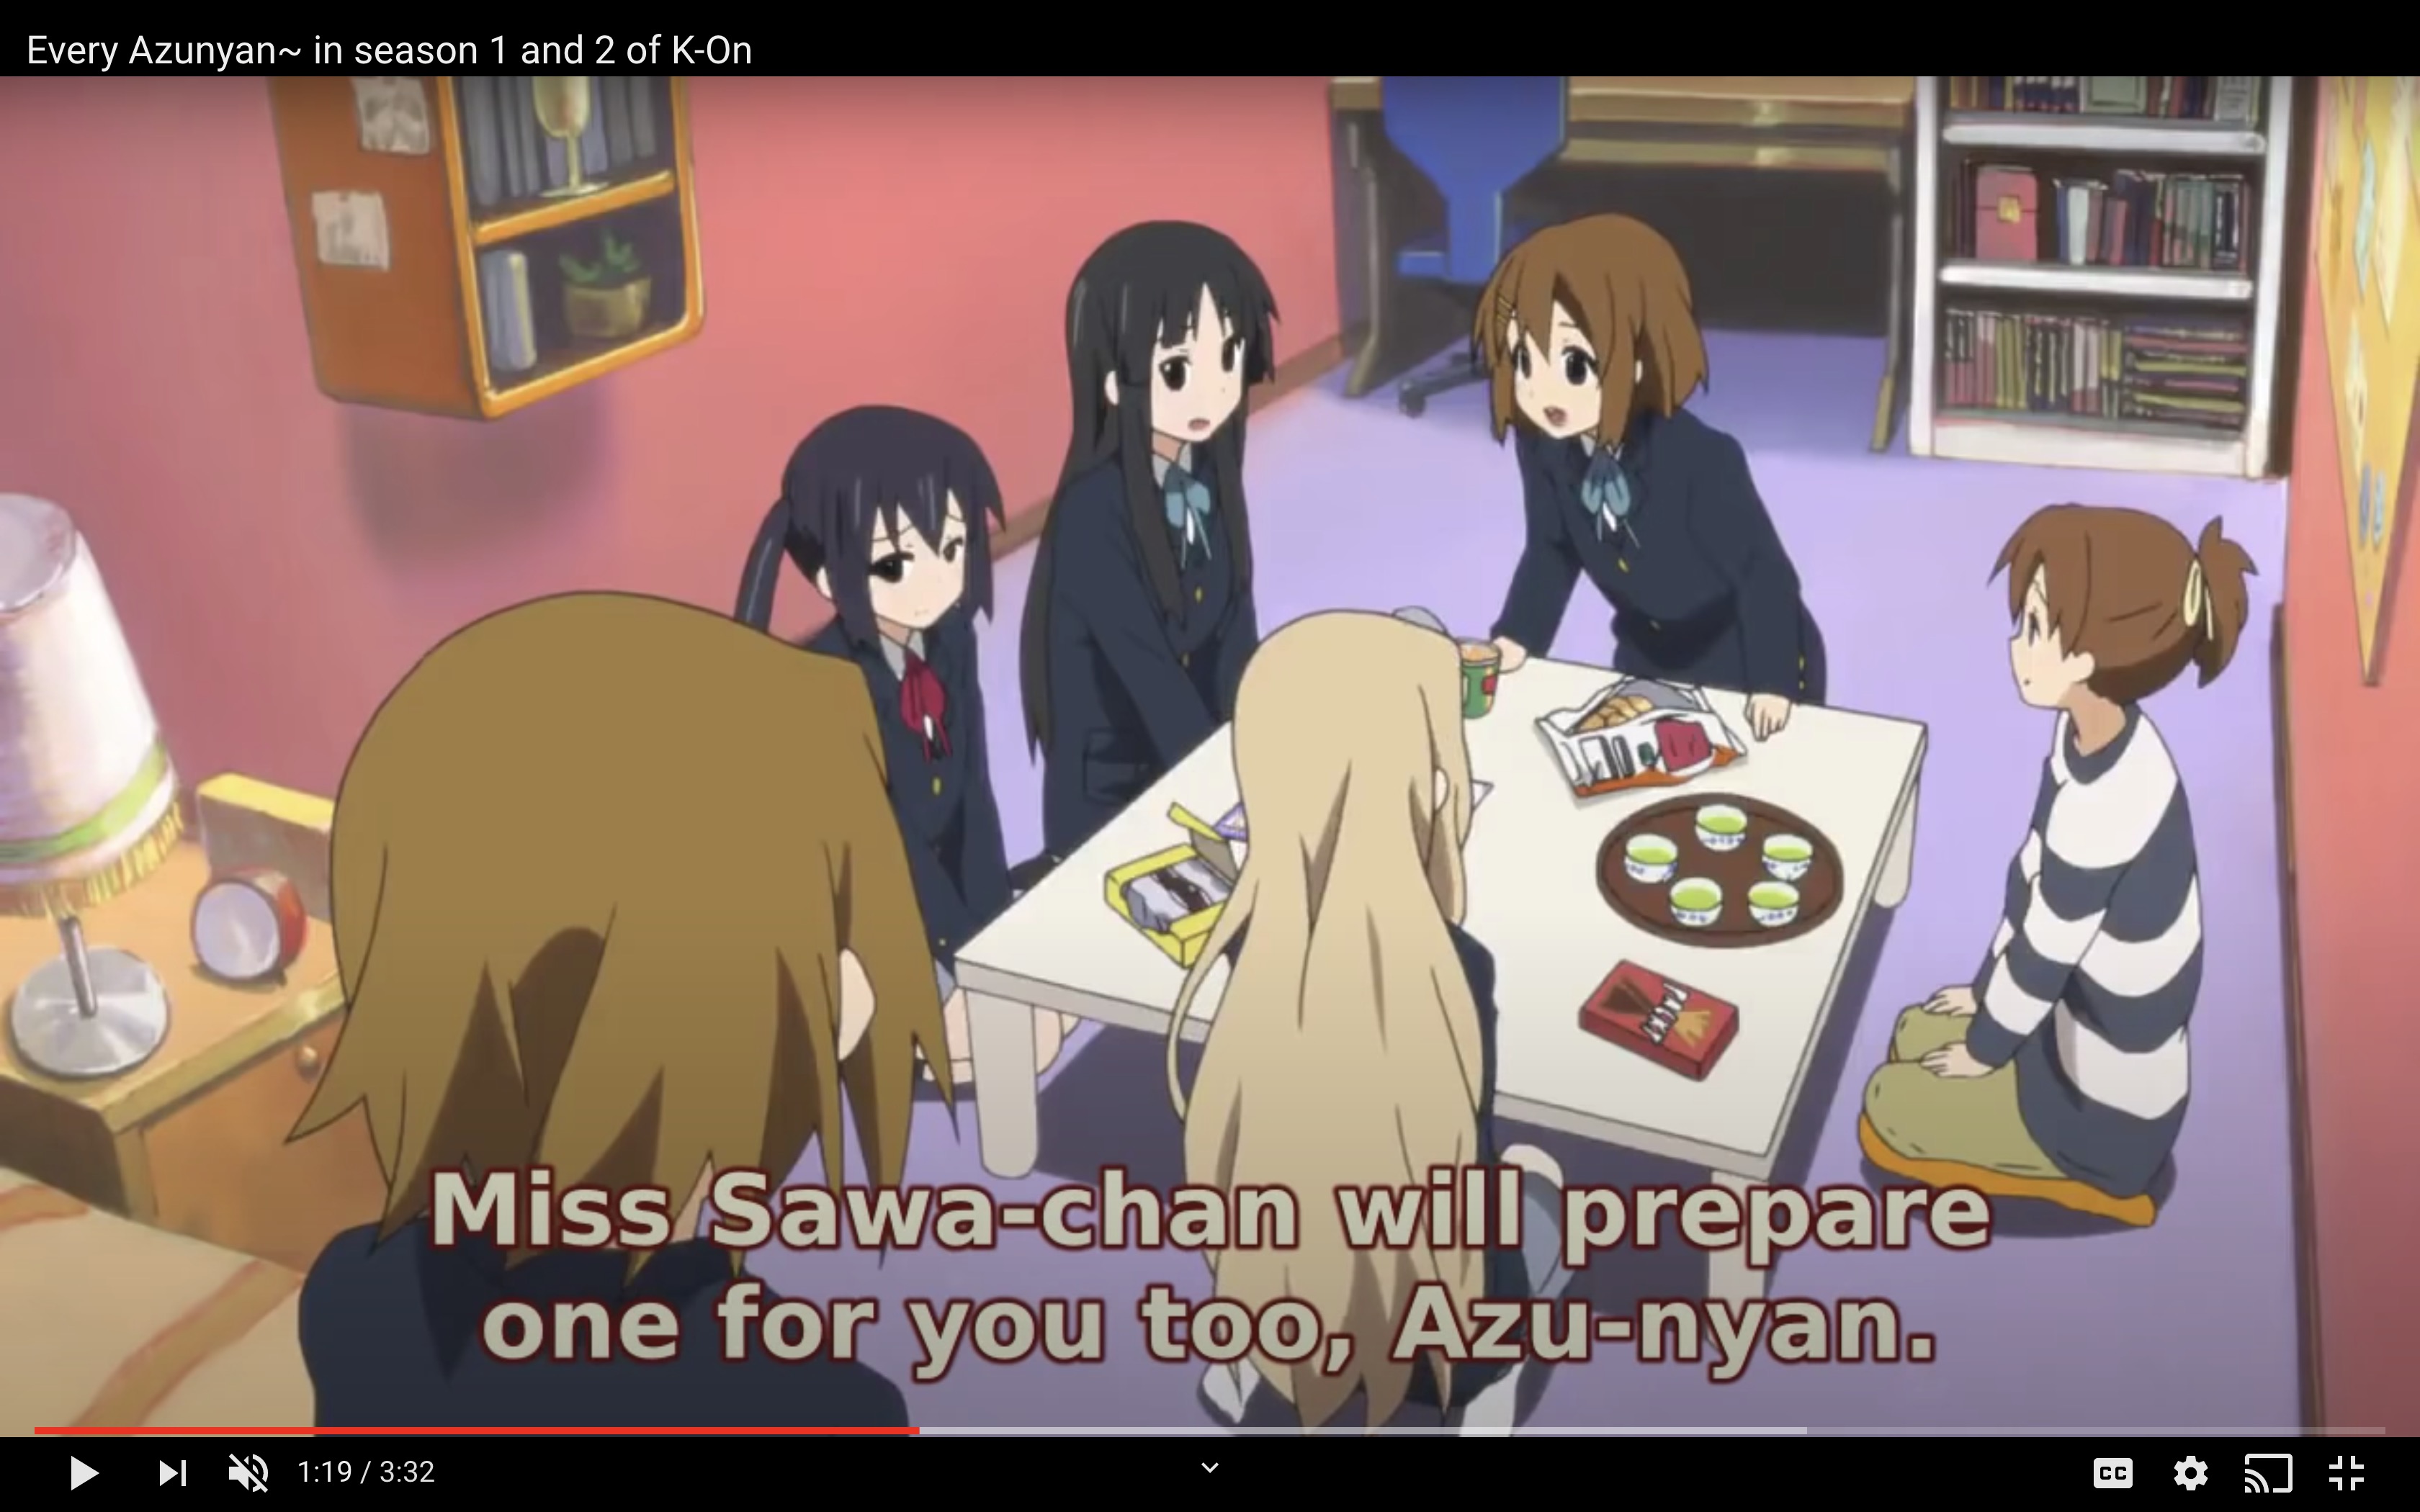 Every Azunyan~ in season 1 and 2 of K-On
Miss Sawa-chan will prepare
one for you too, Azu-nyan.
1:19 / 3:32
CC